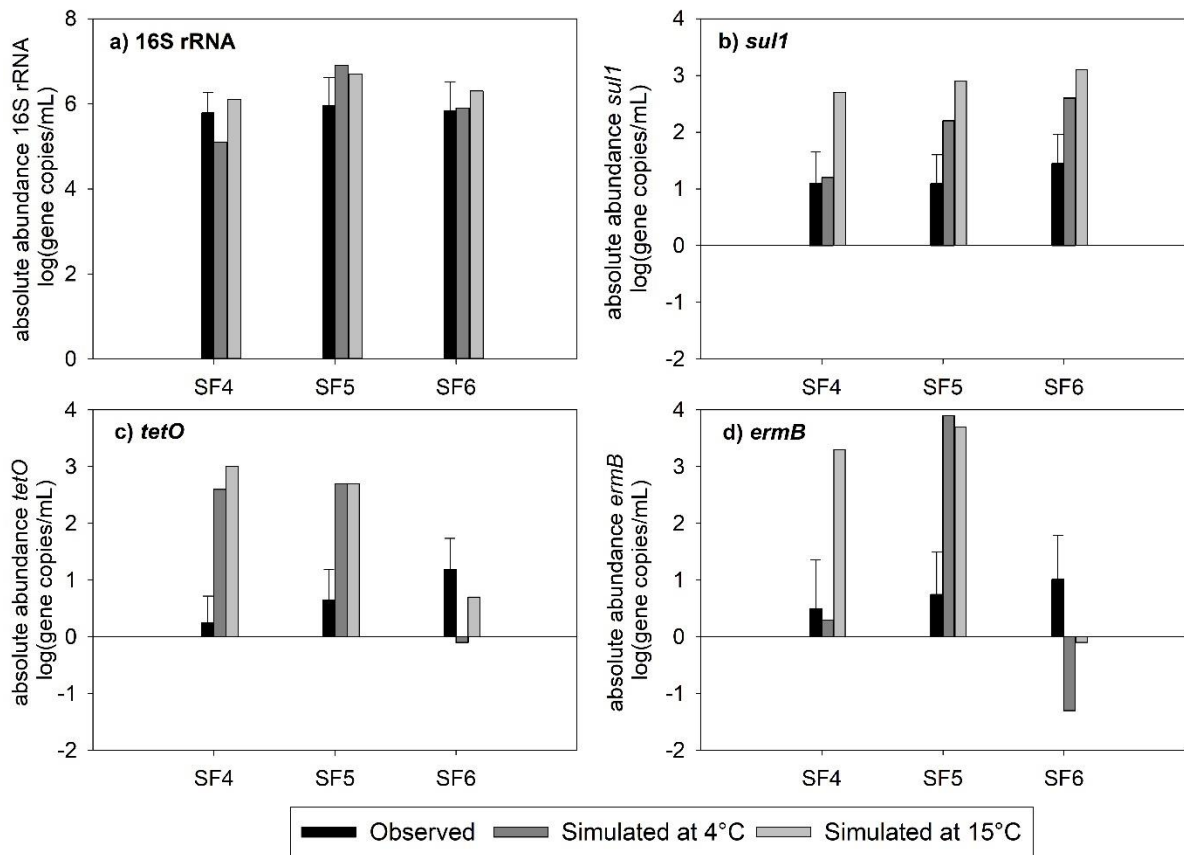 a) 16S rRNA
absolute abundance 16S rRNA
log(gene copies/mL)
8
6
4
2
0
SF4 SF5 SF6
b) sul1
absolute abundance sul1
log(gene copies/mL)
4
3
2
1
0
-1
-2
SF4 SF5 SF6
c) tetO
absolute abundance tetO
log(gene copies/mL)
4
3
2
1
0
-1
-2
SF4 SF5 SF6
d) ermB
absolute abundance ermB
log(gene copies/mL)
4
3
2
1
0
-1
-2
SF4 SF5 SF6
Observed Simulated at 4°C Simulated at 15°C